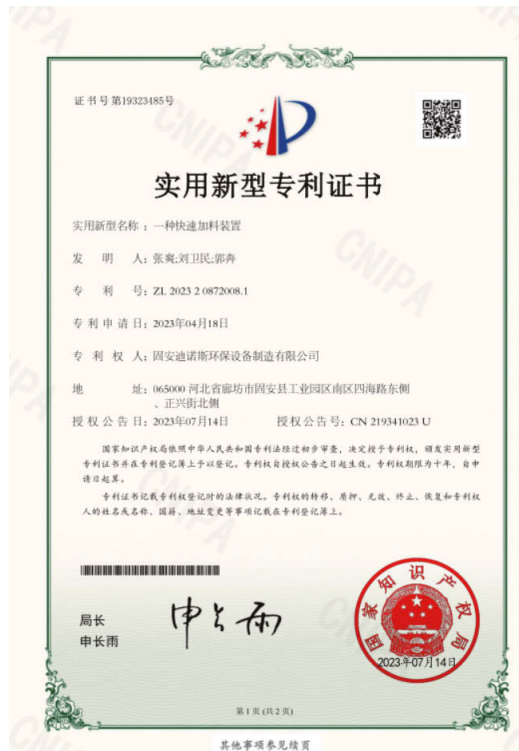 证书号第19323485号
实用新型专利证书
实用新型名称：一种快速加料装置
发明人：张爽;刘卫民;郭奔
专利号：ZL 2023 2 0872008.1
专利申请日：2023年04月18日
专利权人：固安迪诺斯环保设备制造有限公司
地址：065000 河北省廊坊市固安县工业园区南区四海路东侧
、正兴街北侧
授权公告日：2023年07月14日 授权公告号：CN 219341023 U
国家知识产权局依照中华人民共和国专利法经过初步审查，决定授予专利权，颁发实用新型
专利证书并在专利登记簿上予以登记。专利权自授权公告之日起生效。专利权期限为十年，自申
请日起算。
专利证书记载专利权登记时的法律状况。专利权的转移、质押、无效、终止、恢复和专利权
人的姓名或名称、国籍、地址变更等事项记载在专利登记簿上。
局长
申长雨
申长雨
国家知识产权局
2023年07月14日
第1页(共2页)
其他事项参见续页
CNIPA
CNIPA
CNIPA
CNIPA